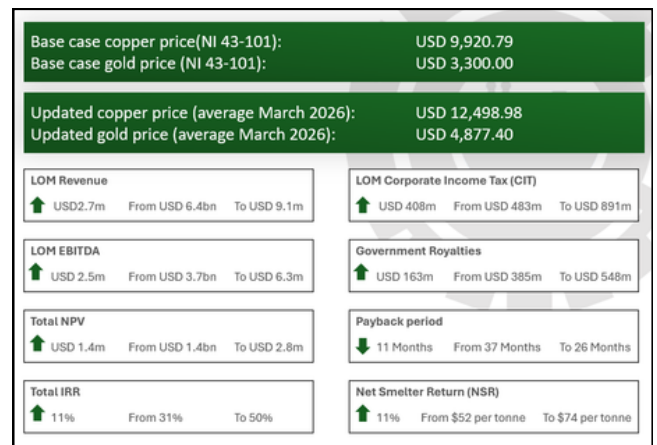 Base case copper price(NI 43-101): USD 9,920.79
Base case gold price (NI 43-101): USD 3,300.00
Updated copper price (average March 2026): USD 12,498.98
Updated gold price (average March 2026): USD 4,877.40
LOM Revenue
USD2.7m From USD 6.4bn To USD 9.1m
LOM Corporate Income Tax (CIT)
USD 408m From USD 483m To USD 891m
LOM EBITDA
USD 2.5m From USD 3.7bn To USD 6.3m
Government Royalties
USD 163m From USD 385m To USD 548m
Total NPV
USD 1.4m From USD 1.4bn To USD 2.8m
Payback period
11 Months From 37 Months To 26 Months
Total IRR
11% From 31% To 50%
Net Smelter Return (NSR)
11% From $52 per tonne To $74 per tonne